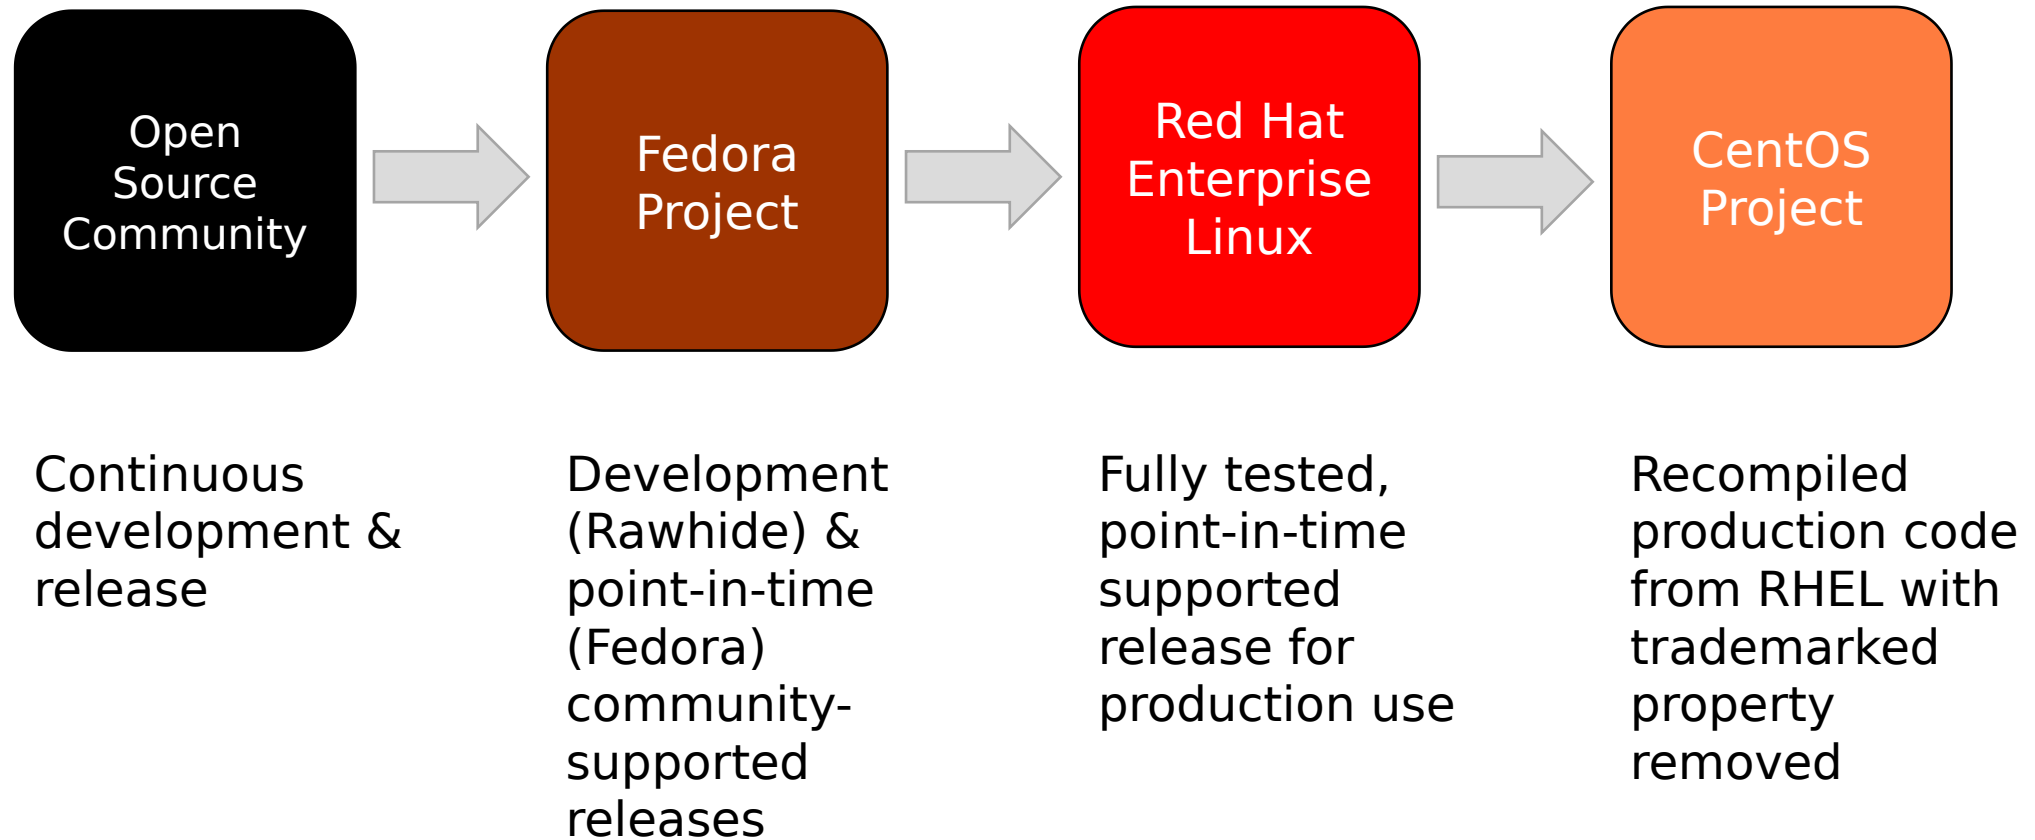 Open
Source
Community
Fedora
Project
Red Hat
Enterprise
Linux
CentOS
Project
Continuous
development &
release
Development
(Rawhide) &
point-in-time
(Fedora)
community-
supported
releases
Fully tested,
point-in-time
supported
release for
production use
Recompiled
production code
from RHEL with
trademarked
property
removed